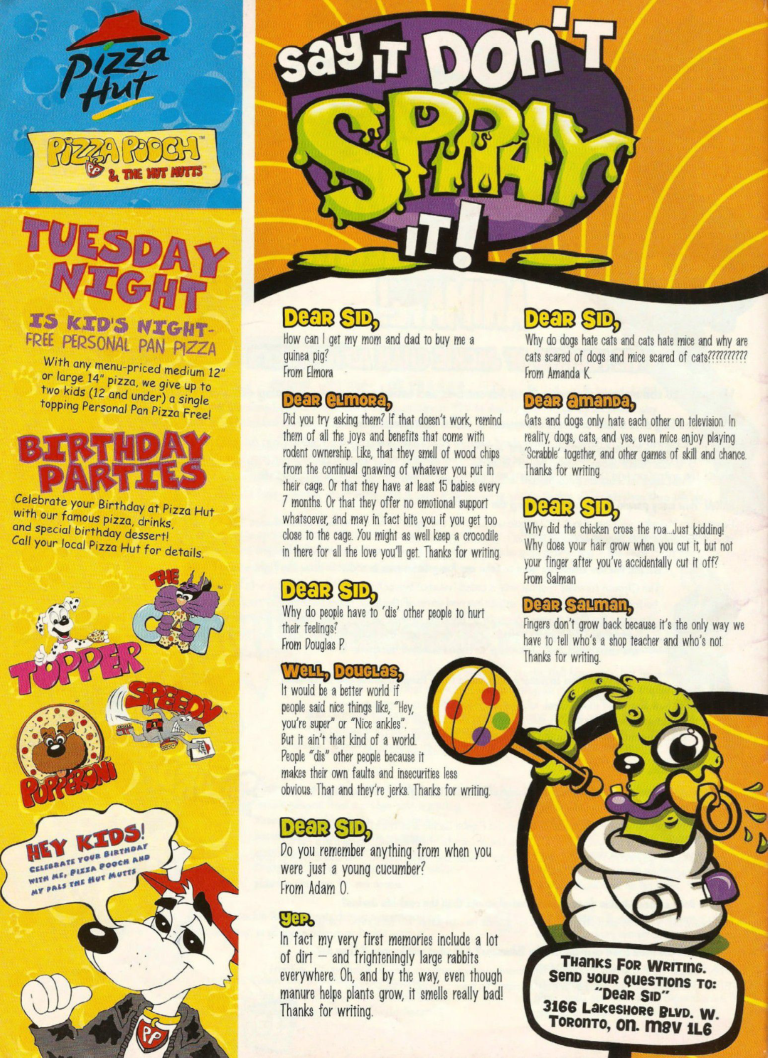 Pizza
Hut
PIZZA POOCH™
& THE HUT MUTTS™
PP
TUESDAY
NIGHT
IS KID'S NIGHT-
FREE PERSONAL PAN PIZZA
With any menu-priced medium 12"
or large 14" pizza, we give up to
two kids (12 and under) a single
topping Personal Pan Pizza Free!
BIRTHDAY
PARTIES
Celebrate your Birthday at Pizza Hut
with our famous pizza, drinks,
and special birthday dessert!
Call your local Pizza Hut for details.
THE
CAT
TOPPER
SPEEDY
POPPERONI
HEY KIDS!
CELEBRATE YOUR BIRTHDAY
WITH ME, PIZZA POOCH AND
MY PALS THE HUT MUTTS
PP
SAY IT DON'T
SPRAY
IT!
DEAR SID,
How can I get my mom and dad to buy me a
guinea pig?
From Elmora
DEAR ELMORA,
Did you try asking them? If that doesn't work, remind
them of all the joys and benefits that come with
rodent ownership. Like, that they smell of wood chips
from the continual gnawing of whatever you put in
their cage. Or that they have at least 15 babies every
7 months. Or that they offer no emotional support
whatsoever, and may in fact bite you if you get too
close to the cage. You might as well keep a crocodile
in there for all the love you'll get. Thanks for writing.
DEAR SID,
Why do people have to 'dis' other people to hurt
their feelings?
From Douglas P.
WELL, DOUGLAS,
It would be a better world if
people said nice things like, "Hey,
you're super" or "Nice ankles".
But it ain't that kind of a world.
People "dis" other people because it
makes their own faults and insecurities less
obvious. That and they're jerks. Thanks for writing.
DEAR SID,
Do you remember anything from when you
were just a young cucumber?
From Adam O.
YEP.
In fact my very first memories include a lot
of dirt – and frighteningly large rabbits
everywhere. Oh, and by the way, even though
manure helps plants grow, it smells really bad!
Thanks for writing.
DEAR SID,
Why do dogs hate cats and cats hate mice and why are
cats scared of dogs and mice scared of cats??????????
From Amanda K.
DEAR AMANDA,
Cats and dogs only hate each other on television. In
reality, dogs, cats, and yes, even mice enjoy playing
'Scrabble' together, and other games of skill and chance.
Thanks for writing.
DEAR SID,
Why did the chicken cross the roa...Just kidding!
Why does your hair grow when you cut it, but not
your finger after you've accidentally cut it off?
From Salman
DEAR SALMAN,
Fingers don't grow back because it's the only way we
have to tell who's a shop teacher and who's not.
Thanks for writing.
THANKS FOR WRITING.
SEND YOUR QUESTIONS TO:
"DEAR SID"
3166 LAKESHORE BLVD. W.
TORONTO, ON. M8V 1L6